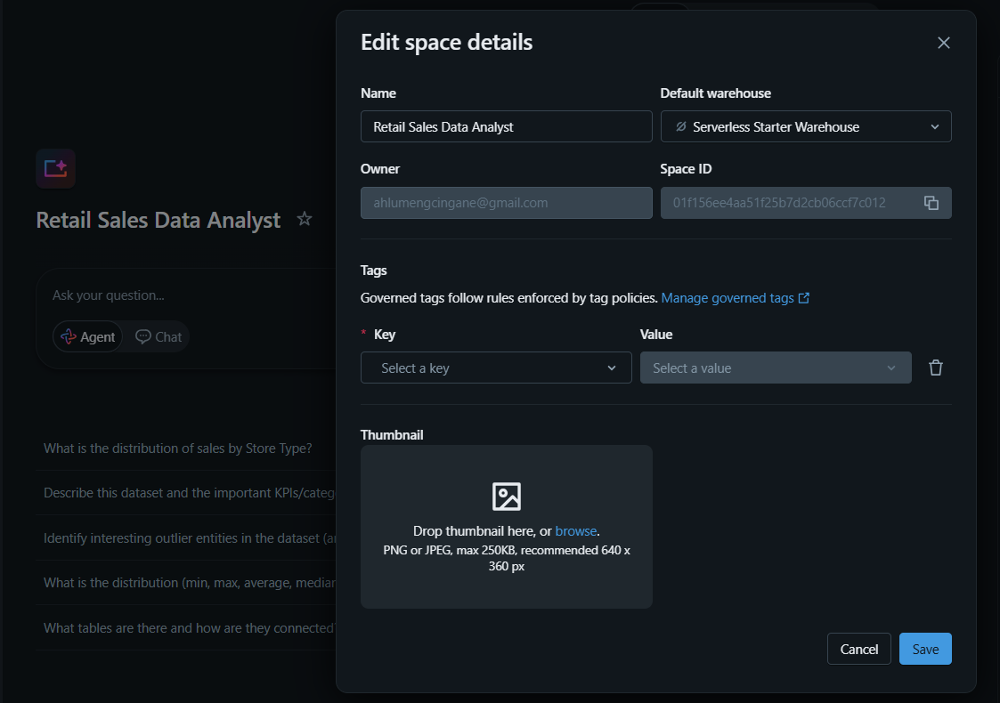 Edit space details
Name
Default warehouse
Retail Sales Data Analyst
Serverless Starter Warehouse
Owner
Space ID
ahlumengcingane@gmail.com
01f156ee4aa51f25b7d2cb06ccf7c012
Tags
Governed tags follow rules enforced by tag policies. Manage governed tags
* Key
Value
Select a key
Select a value
Thumbnail
Drop thumbnail here, or browse.
PNG or JPEG, max 250KB, recommended 640 x
360 px
Cancel
Save
Retail Sales Data Analyst
Ask your question...
Agent
Chat
What is the distribution of sales by Store Type?
Describe this dataset and the important KPIs/categ
Identify interesting outlier entities in the dataset (
What is the distribution (min, max, average, median
What tables are there and how are they connected?